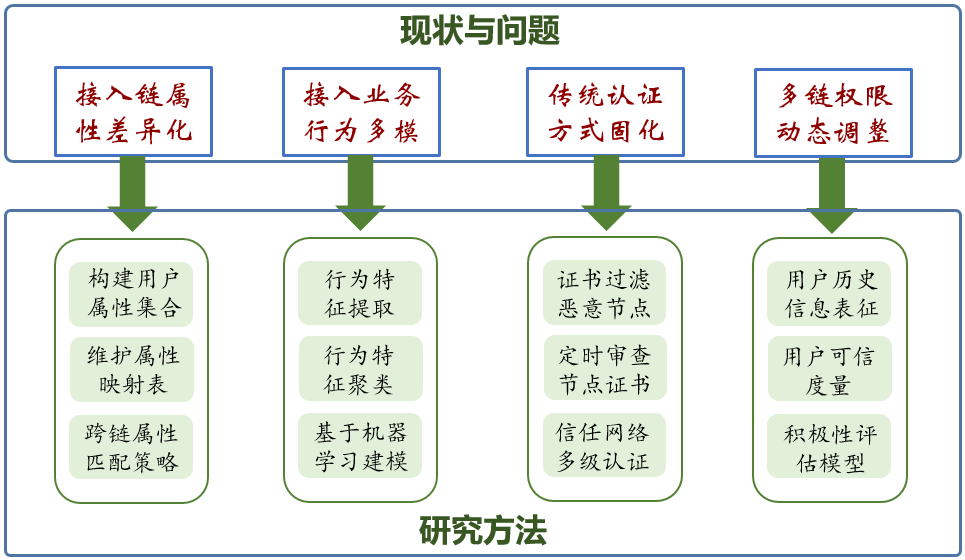 现状与问题
接入链属
性差异化
接入业务
行为多模
传统认证
方式固化
多链权限
动态调整
构建用户
属性集合
维护属性
映射表
跨链属性
匹配策略
行为特
征提取
行为特
征聚类
基于机器
学习建模
证书过滤
恶意节点
定时审查
节点证书
信任网络
多级认证
用户历史
信息表征
用户可信
度量
积极性评
估模型
研究方法